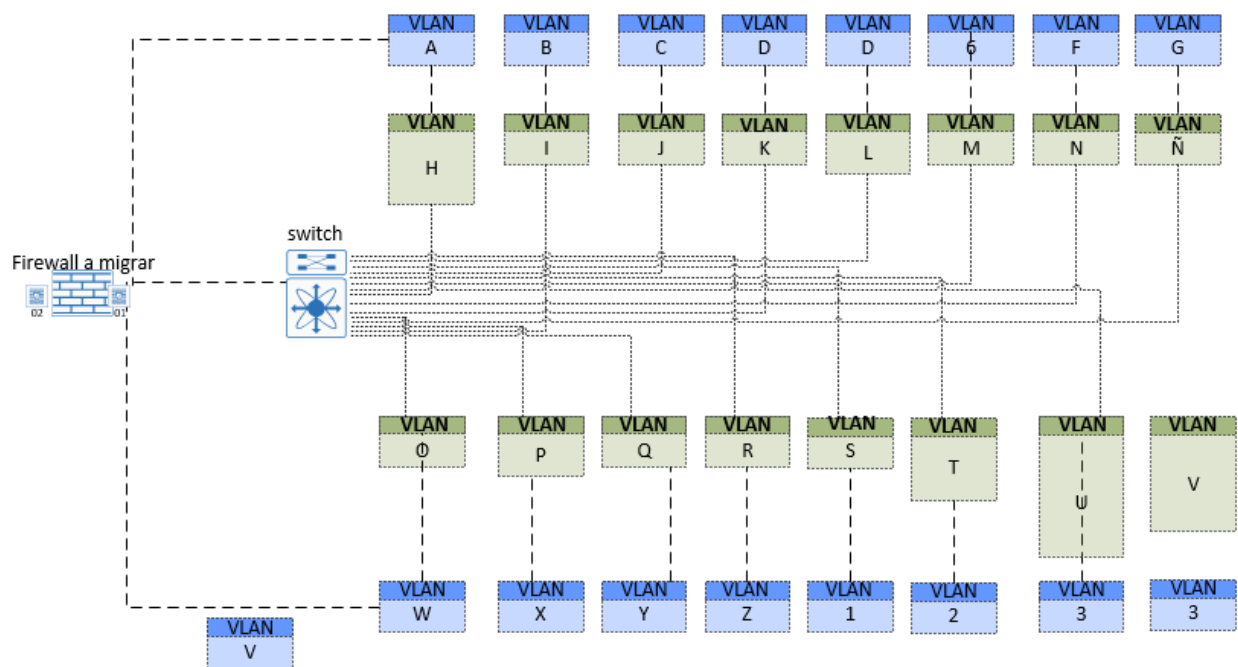 VLAN
A
VLAN
B
VLAN
C
VLAN
D
VLAN
D
VLAN
6
VLAN
F
VLAN
G
VLAN
H
VLAN
I
VLAN
J
VLAN
K
VLAN
L
VLAN
M
VLAN
N
VLAN
Ñ
switch
Firewall a migrar
02
01
VLAN
O
VLAN
P
VLAN
Q
VLAN
R
VLAN
S
VLAN
T
VLAN
U
VLAN
V
VLAN
W
VLAN
X
VLAN
Y
VLAN
Z
VLAN
1
VLAN
2
VLAN
3
VLAN
3
VLAN
V